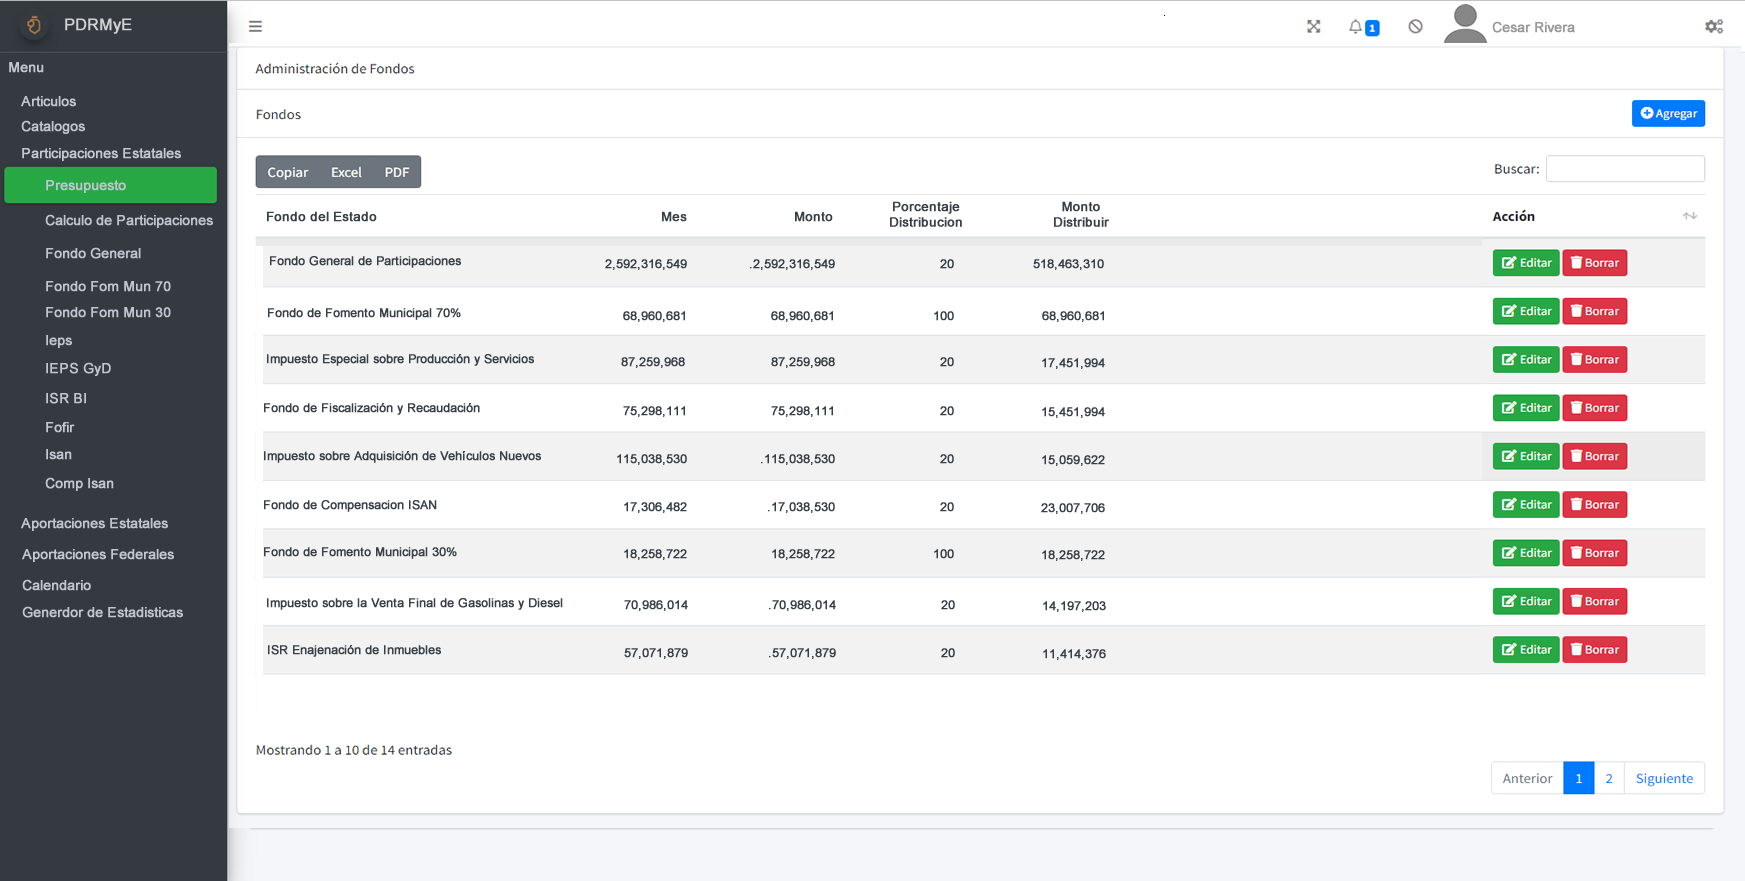 PDRMyE
1
Cesar Rivera
Menu
Articulos
Catalogos
Participaciones Estatales
Presupuesto
Calculo de Participaciones
Fondo General
Fondo Fom Mun 70
Fondo Fom Mun 30
Ieps
IEPS GyD
ISR BI
Fofir
Isan
Comp Isan
Aportaciones Estatales
Aportaciones Federales
Calendario
Generdor de Estadisticas
Administración de Fondos
Fondos
Agregar
Copiar Excel PDF
Buscar:
Fondo del Estado Mes Monto Porcentaje Distribucion Monto Distribuir Acción
Fondo General de Participaciones 2,592,316,549 .2,592,316,549 20 518,463,310 Editar Borrar
Fondo de Fomento Municipal 70% 68,960,681 68,960,681 100 68,960,681 Editar Borrar
Impuesto Especial sobre Producción y Servicios 87,259,968 87,259,968 20 17,451,994 Editar Borrar
Fondo de Fiscalización y Recaudación 75,298,111 75,298,111 20 15,451,994 Editar Borrar
Impuesto sobre Adquisición de Vehículos Nuevos 115,038,530 .115,038,530 20 15,059,622 Editar Borrar
Fondo de Compensacion ISAN 17,306,482 .17,038,530 20 23,007,706 Editar Borrar
Fondo de Fomento Municipal 30% 18,258,722 18,258,722 100 18,258,722 Editar Borrar
Impuesto sobre la Venta Final de Gasolinas y Diesel 70,986,014 .70,986,014 20 14,197,203 Editar Borrar
ISR Enajenación de Inmuebles 57,071,879 .57,071,879 20 11,414,376 Editar Borrar
Mostrando 1 a 10 de 14 entradas
Anterior 1 2 Siguiente